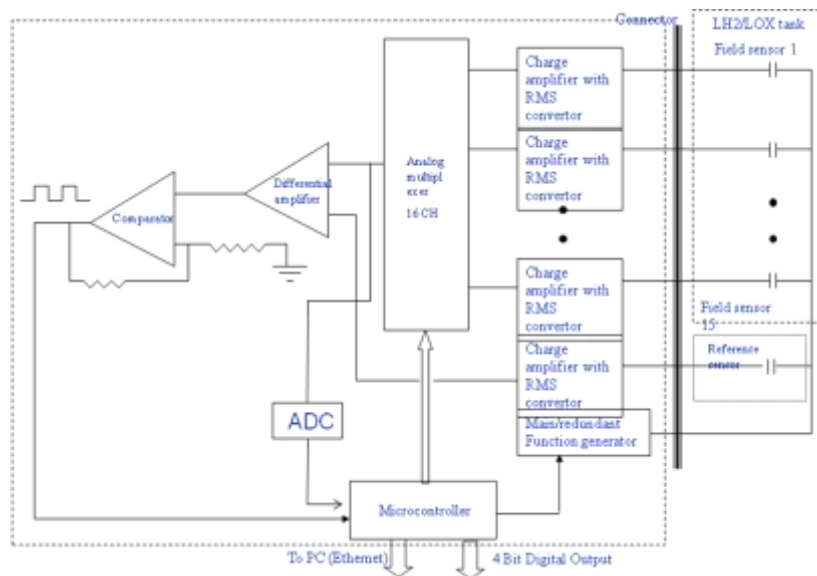 Connector
LH2/LOX tank
Field sensor 1
Charge
amplifier with
RMS
convertor
Charge
amplifier with
RMS
convertor
Analog
multipl
exer
16 CH
Differential
amplifier
Comparator
Charge
amplifier with
RMS
convertor
Field sensor
15
Charge
amplifier with
RMS
convertor
Reference
sensor
Main/redundant
Function generator
ADC
Microcontroller
To PC (Ethernet)
4 Bit Digital Output